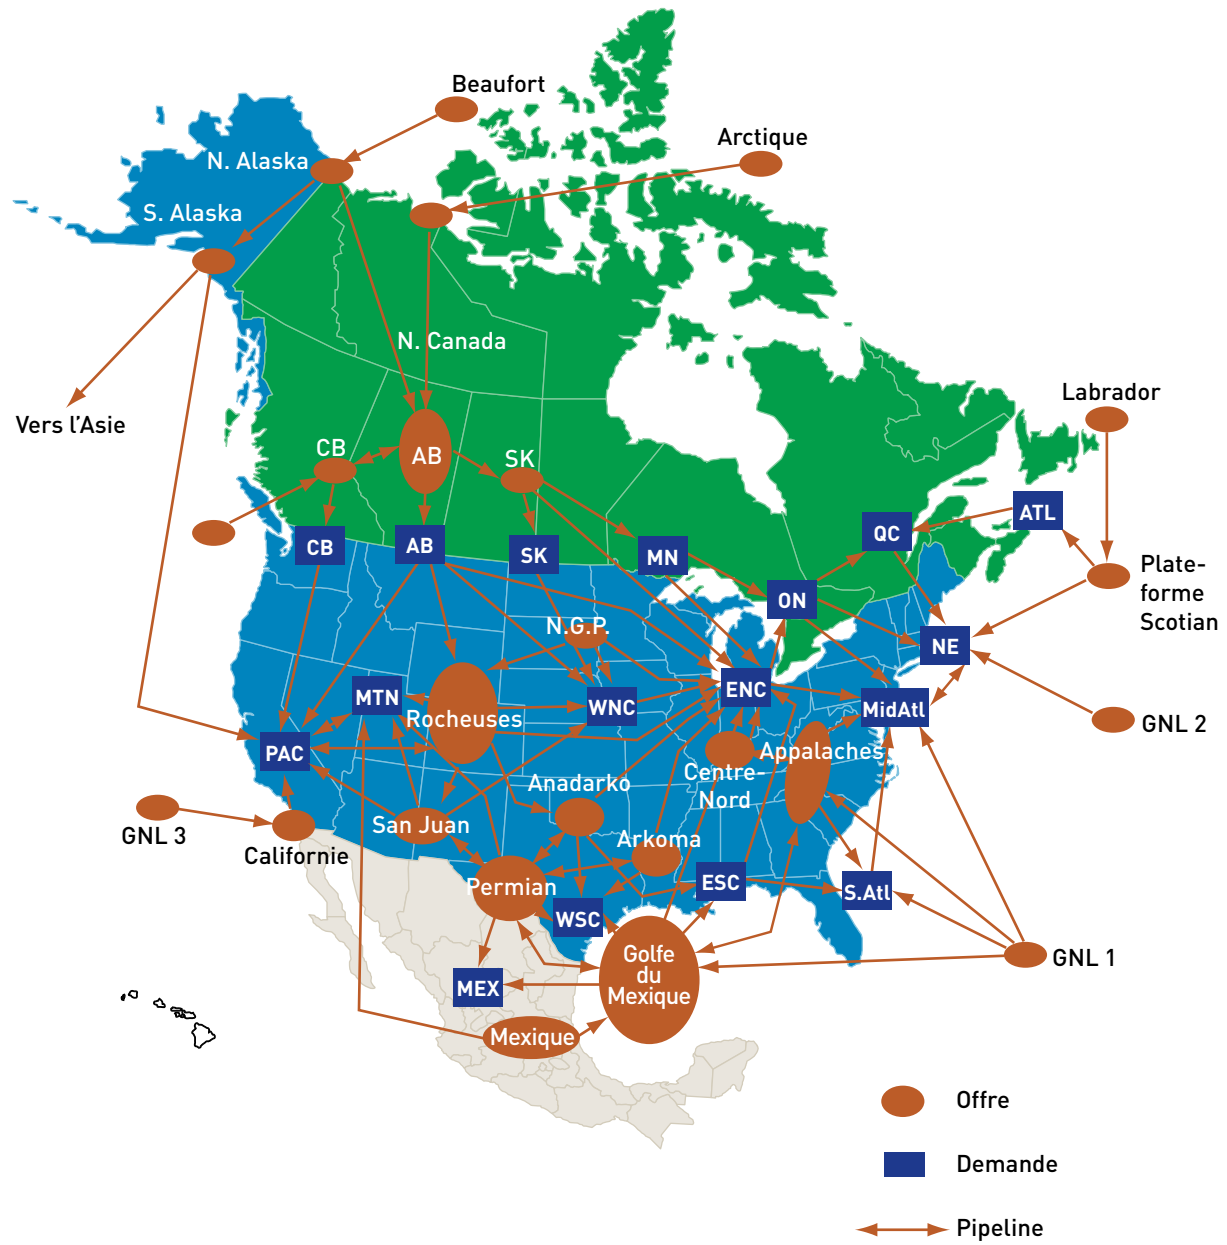 Beaufort
Arctique
N. Alaska
S. Alaska
N. Canada
Vers l'Asie
Labrador
CB
AB
SK
ATL
QC
CB
AB
SK
MN
Plate-
forme
Scotian
ON
N.G.P.
NE
MTN
ENC
WNC
MidAtl
Rocheuses
GNL 2
PAC
Appalaches
Centre-
Nord
Anadarko
GNL 3
San Juan
Californie
Arkoma
Permian
ESC
S.Atl
WSC
Golfe
du
Mexique
GNL 1
MEX
Mexique
Offre
Demande
Pipeline